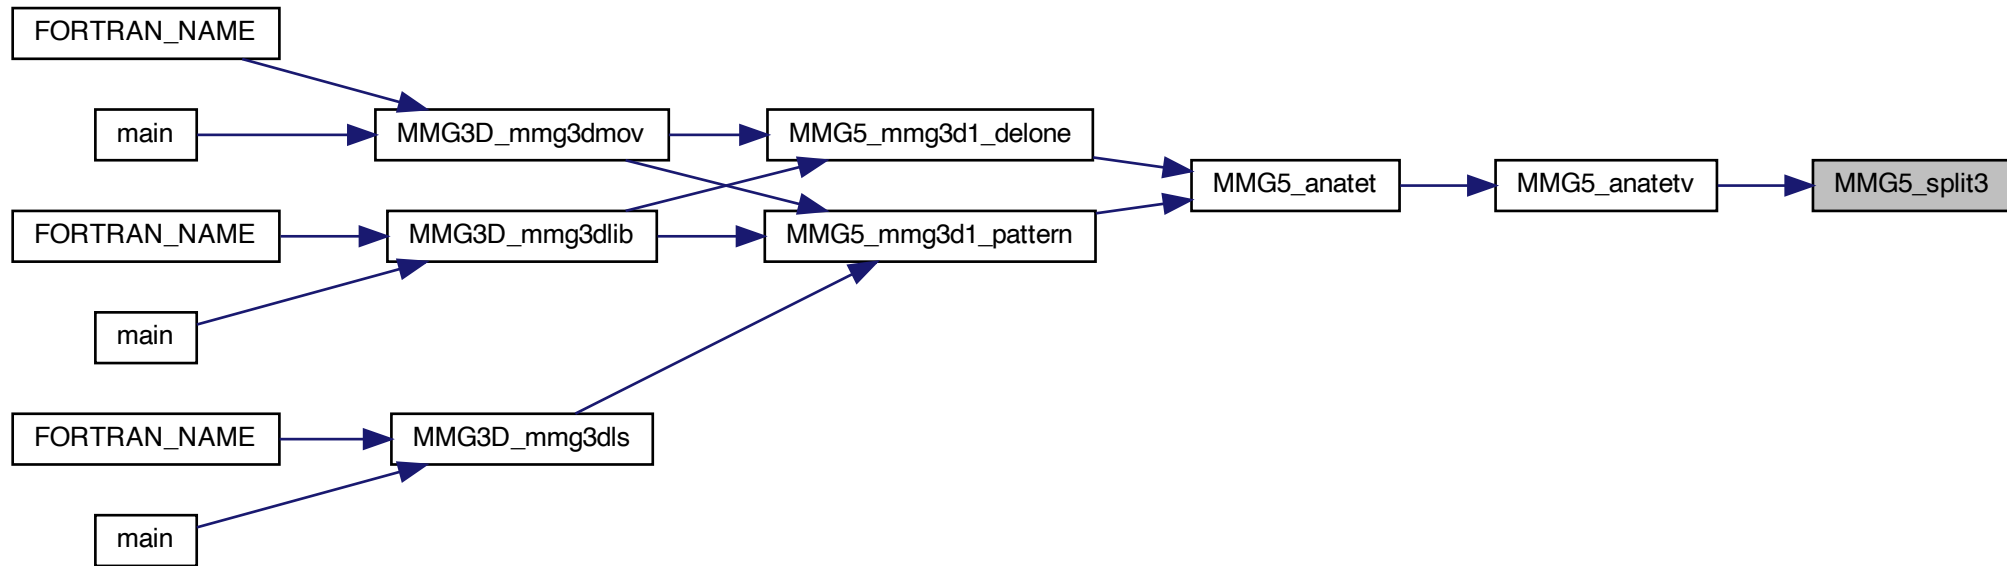 FORTRAN_NAME
main
MMG3D_mmg3dmov
MMG5_mmg3d1_delone
MMG5_anatet
MMG5_anatetv
MMG5_split3
FORTRAN_NAME
MMG3D_mmg3dlib
MMG5_mmg3d1_pattern
main
FORTRAN_NAME
MMG3D_mmg3dls
main